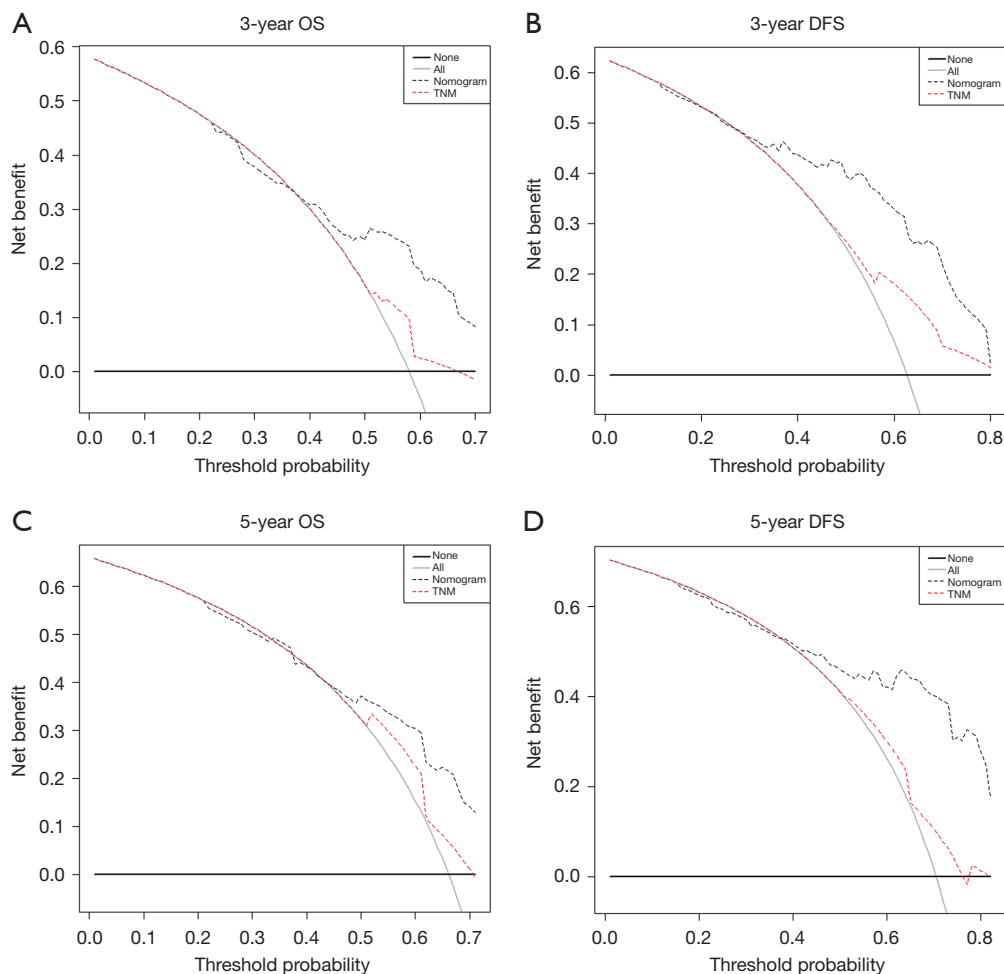 A
3-year OS
None
All
Nomogram
TNM
Net benefit
0.6
0.5
0.4
0.3
0.2
0.1
0.0
0.0 0.1 0.2 0.3 0.4 0.5 0.6 0.7
Threshold probability
B
3-year DFS
None
All
Nomogram
TNM
Net benefit
0.6
0.5
0.4
0.3
0.2
0.1
0.0
0.0 0.2 0.4 0.6 0.8
Threshold probability
C
5-year OS
None
All
Nomogram
TNM
Net benefit
0.6
0.5
0.4
0.3
0.2
0.1
0.0
0.0 0.1 0.2 0.3 0.4 0.5 0.6 0.7
Threshold probability
D
5-year DFS
None
All
Nomogram
TNM
Net benefit
0.6
0.4
0.2
0.0
0.0 0.2 0.4 0.6 0.8
Threshold probability